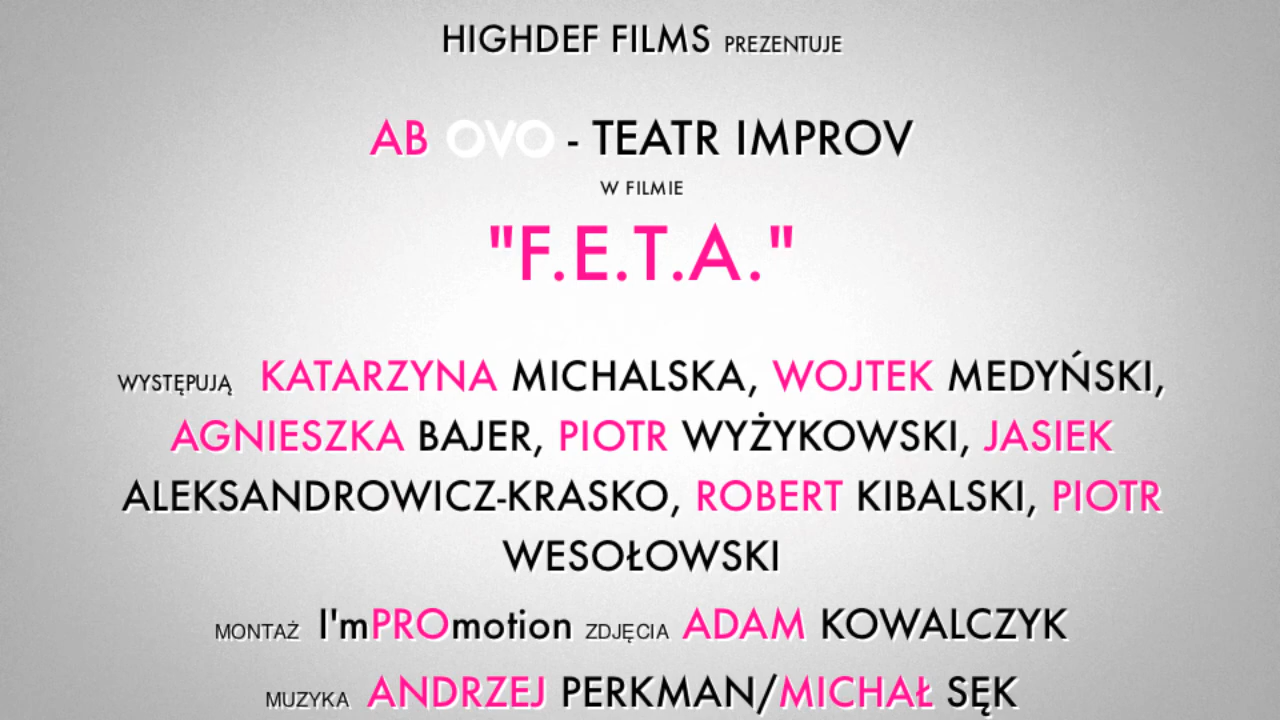 HIGHDEF FILMS PREZENTUJE
AB OVO - TEATR IMPROV
W FILMIE
"F.E.T.A."
WYSTĘPUJĄ KATARZYNA MICHALSKA, WOJTEK MEDYŃSKI,
AGNIESZKA BAJER, PIOTR WYŻYKOWSKI, JASIEK
ALEKSANDROWICZ-KRASKO, ROBERT KIBALSKI, PIOTR
WESOŁOWSKI
MONTAŻ I'mPROmotion ZDJĘCIA ADAM KOWALCZYK
MUZYKA ANDRZEJ PERKMAN/MICHAŁ SĘK